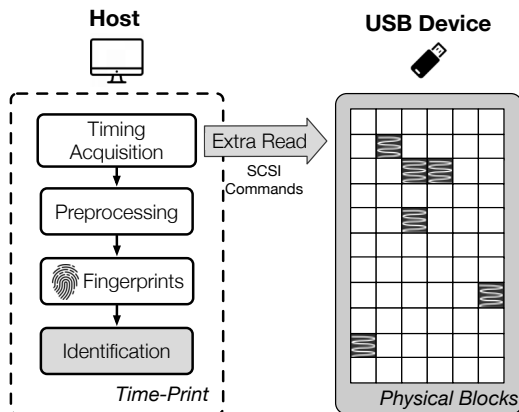 Host
USB Device
Timing
Acquisition
Extra Read
SCSI
Commands
Preprocessing
Fingerprints
Identification
Time-Print
Physical Blocks